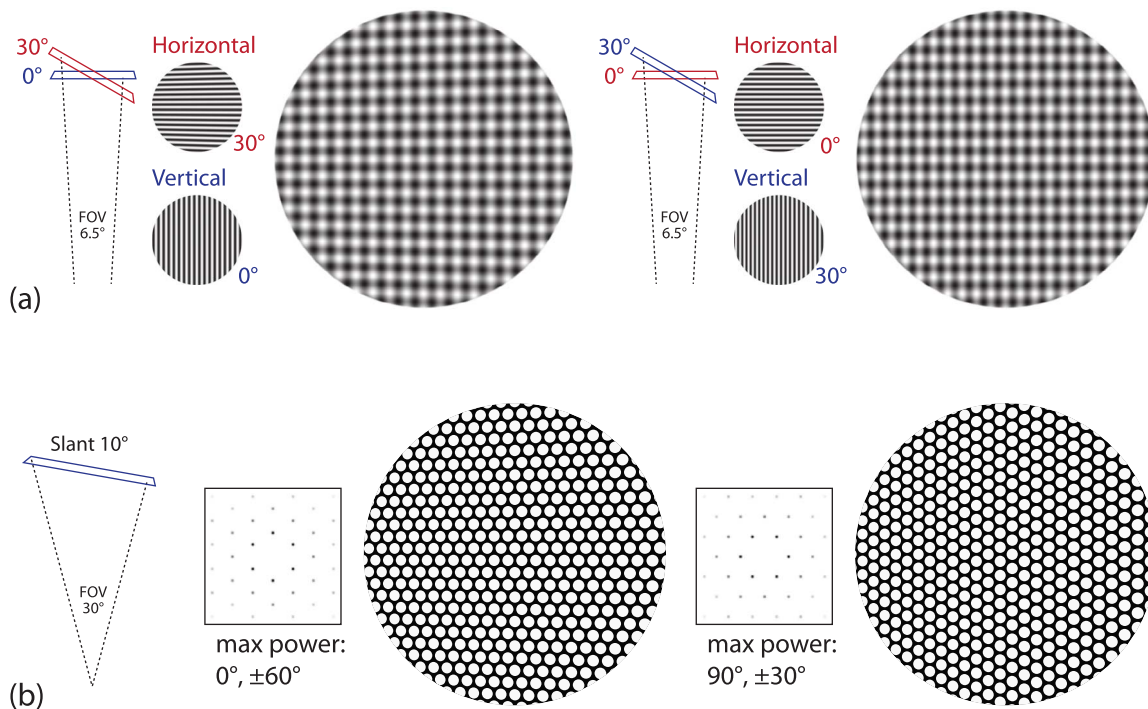 30°
0°
Horizontal
30°
Vertical
0°
FOV
6.5°
30°
0°
Horizontal
0°
Vertical
30°
FOV
6.5°
(a)
Slant 10°
FOV
30°
max power:
0°, ±60°
max power:
90°, ±30°
(b)